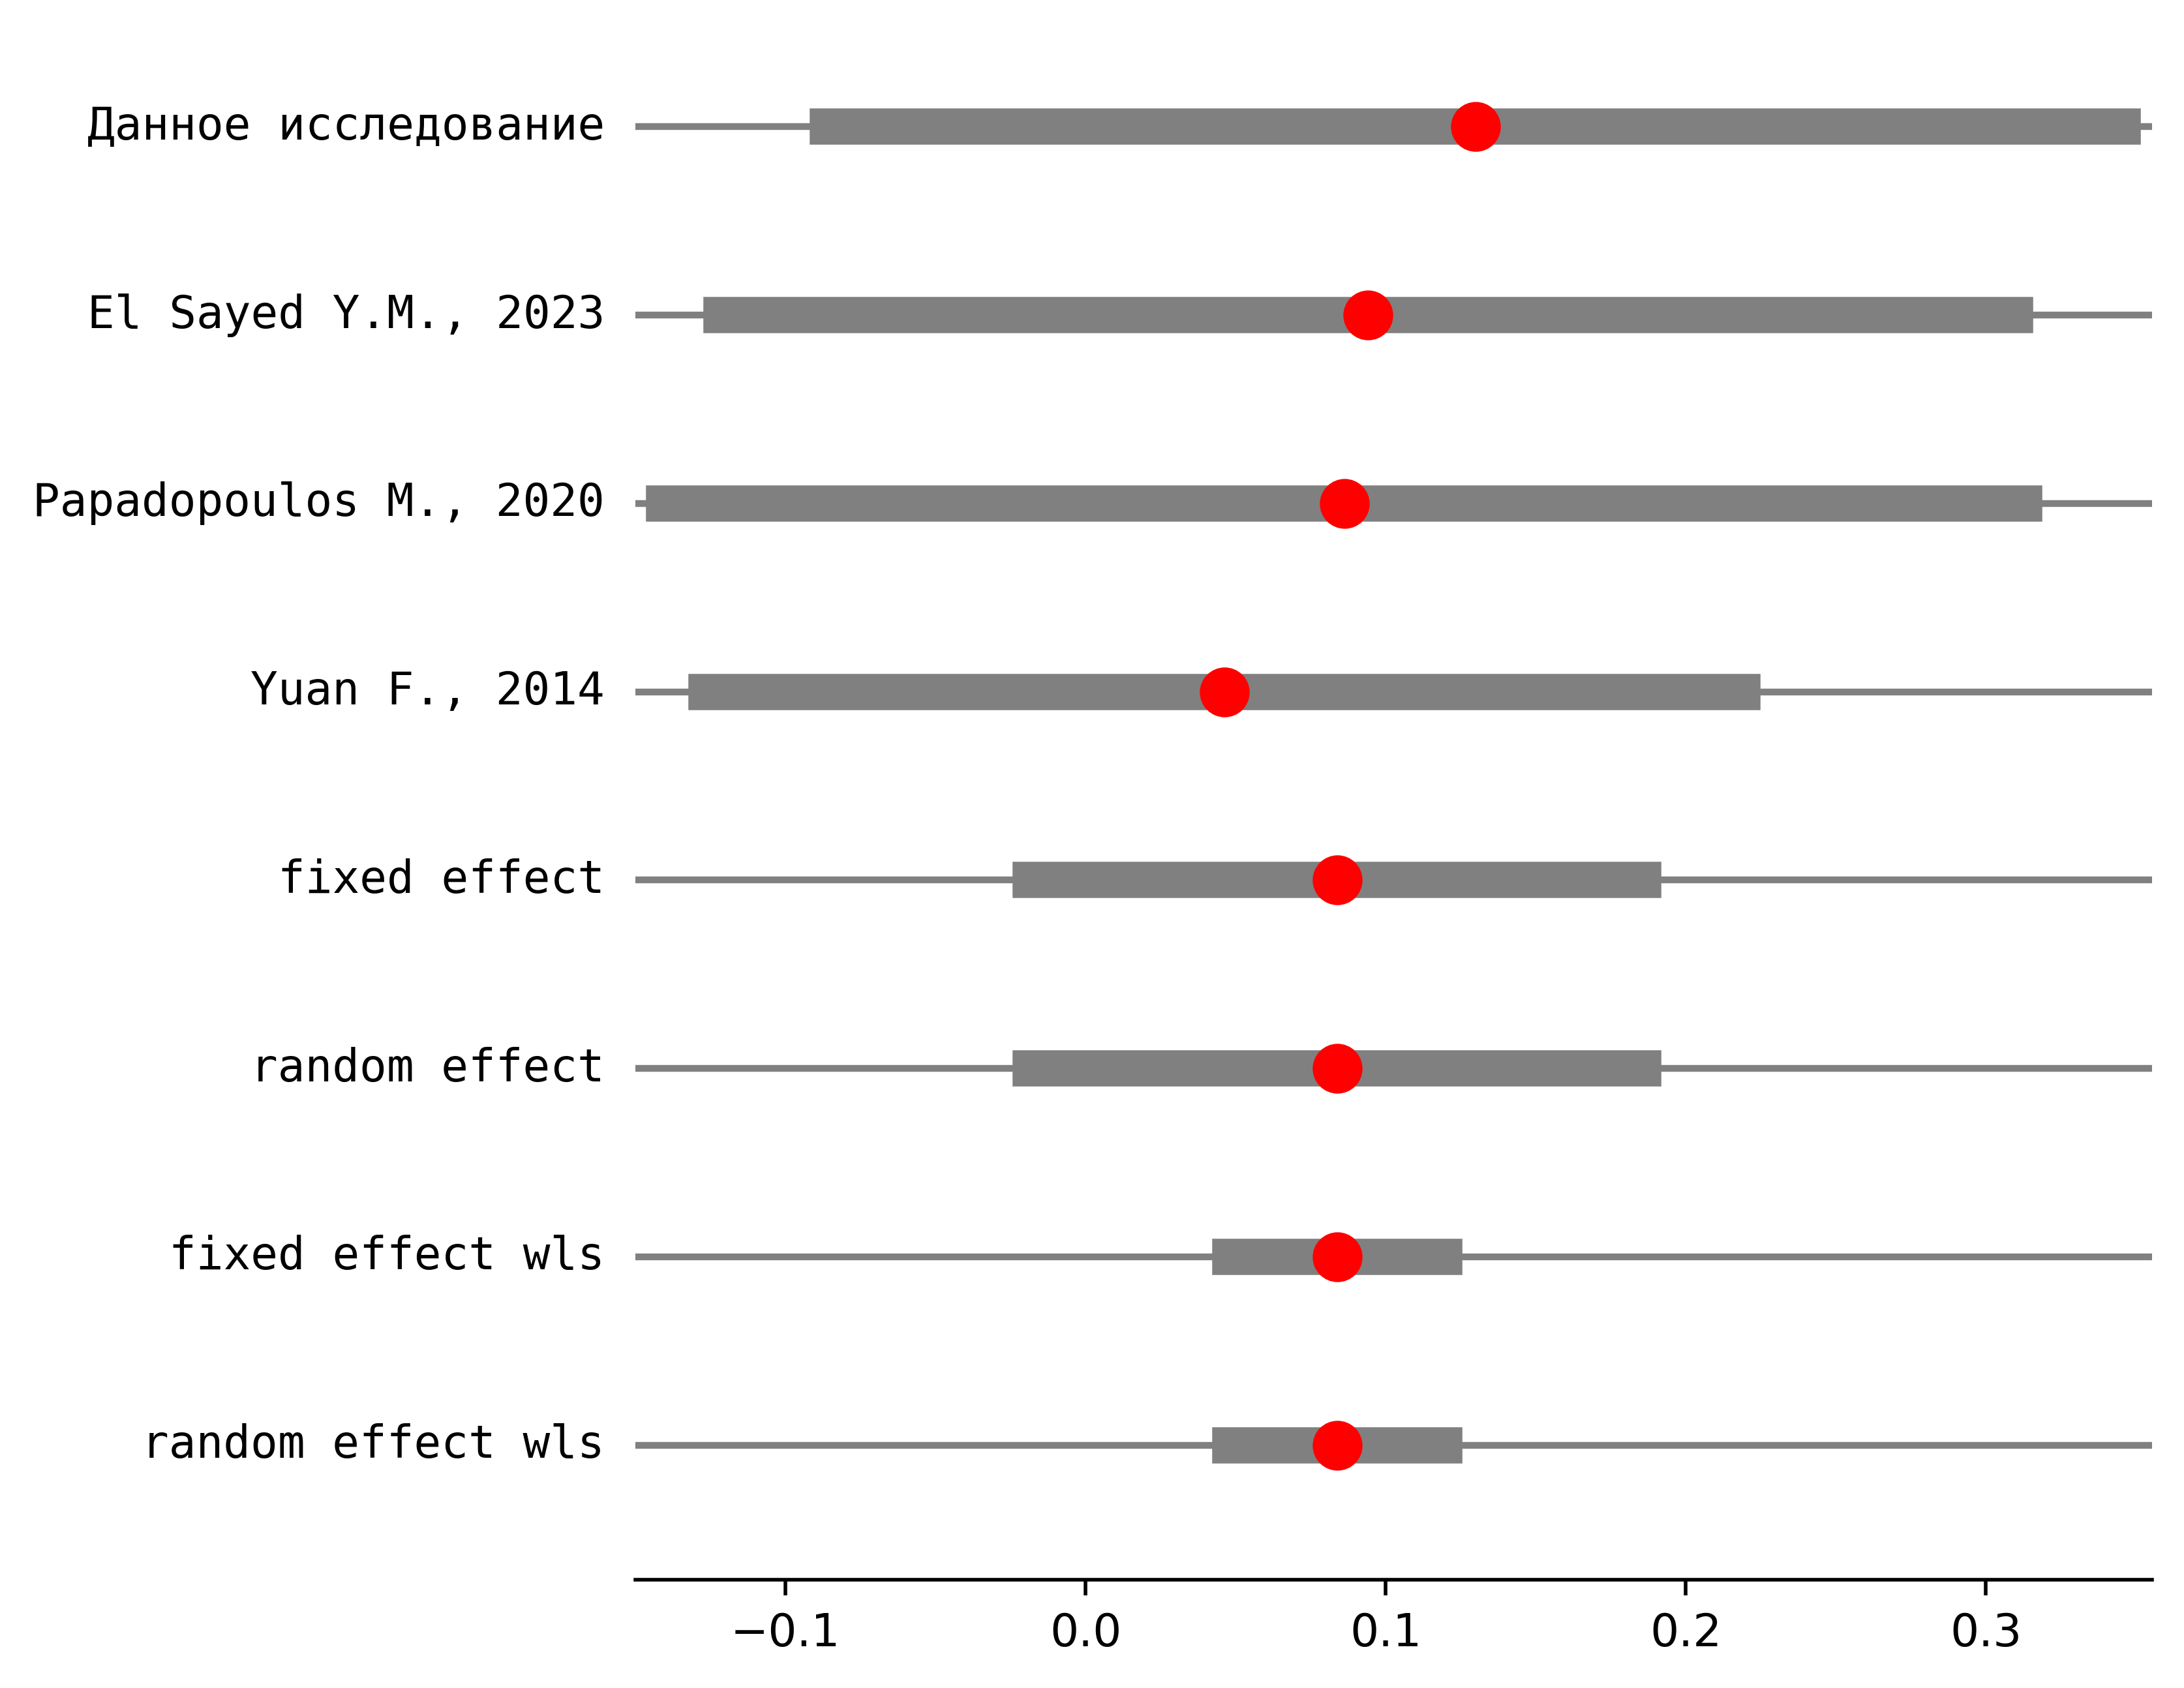 Данное исследование
El Sayed Y.M., 2023
Papadopoulos M., 2020
Yuan F., 2014
fixed effect
random effect
fixed effect wls
random effect wls
−0.1 0.0 0.1 0.2 0.3